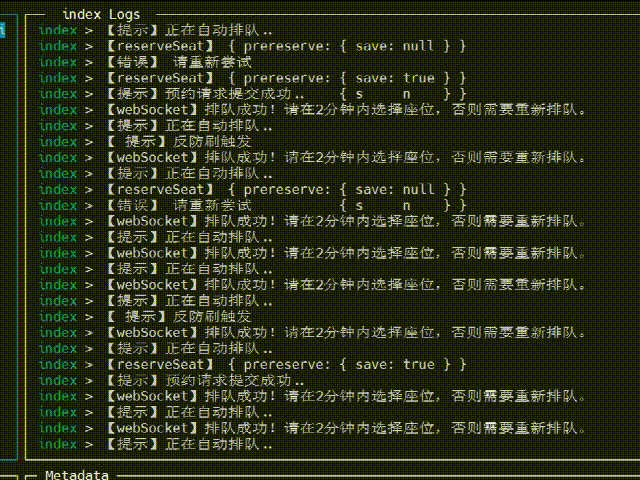 index Logs
index > 【提示】正在自动排队..
index > 【reserveSeat】 { prereserve: { save: null } }
index > 【错误】 请重新尝试
index > 【reserveSeat】 { prereserve: { save: true } }
index > 【提示】预约请求提交成功.. { s n } }
index > 【webSocket】排队成功！请在2分钟内选择座位，否则需要重新排队。
index > 【提示】正在自动排队..
index > 【 提示】反防刷触发
index > 【webSocket】排队成功！请在2分钟内选择座位，否则需要重新排队。
index > 【提示】正在自动排队..
index > 【reserveSeat】 { prereserve: { save: null } }
index > 【错误】 请重新尝试 { s n } }
index > 【webSocket】排队成功！请在2分钟内选择座位，否则需要重新排队。
index > 【提示】正在自动排队..
index > 【webSocket】排队成功！请在2分钟内选择座位，否则需要重新排队。
index > 【提示】正在自动排队..
index > 【webSocket】排队成功！请在2分钟内选择座位，否则需要重新排队。
index > 【提示】正在自动排队..
index > 【 提示】反防刷触发
index > 【webSocket】排队成功！请在2分钟内选择座位，否则需要重新排队。
index > 【提示】正在自动排队..
index > 【reserveSeat】 { prereserve: { save: true } }
index > 【提示】预约请求提交成功..
index > 【webSocket】排队成功！请在2分钟内选择座位，否则需要重新排队。
index > 【提示】正在自动排队..
index > 【webSocket】排队成功！请在2分钟内选择座位，否则需要重新排队。
index > 【提示】正在自动排队..
Metadata